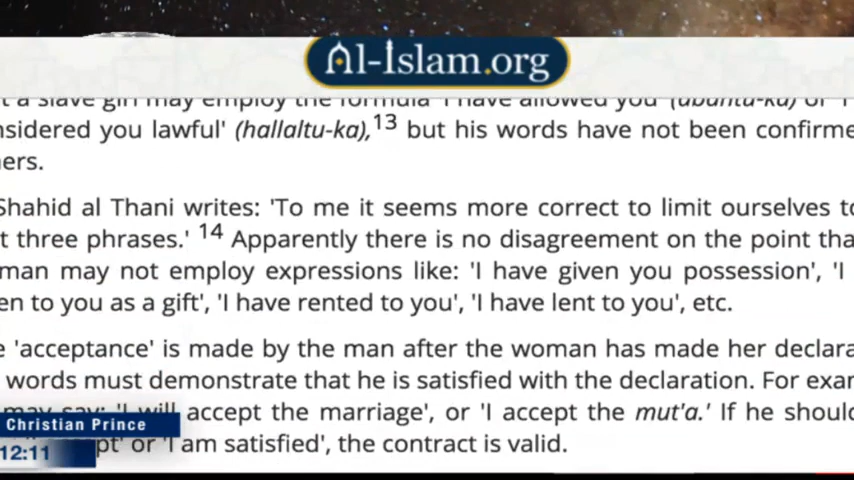 Al-Islam.org
t a slave girl may employ the formula 'I have allowed you' (abahtu-ka) or
nsidered you lawful' (hallaltu-ka),13 but his words have not been confirme
ers.
Shahid al Thani writes: 'To me it seems more correct to limit ourselves to
t three phrases.' 14 Apparently there is no disagreement on the point tha
man may not employ expressions like: 'I have given you possession', 'I
en to you as a gift', 'I have rented to you', 'I have lent to you', etc.
e 'acceptance' is made by the man after the woman has made her declara
words must demonstrate that he is satisfied with the declaration. For exam
may say: 'I will accept the marriage', or 'I accept the mut'a.' If he should
Christian Prince
pt' or 'I am satisfied', the contract is valid.
12:11